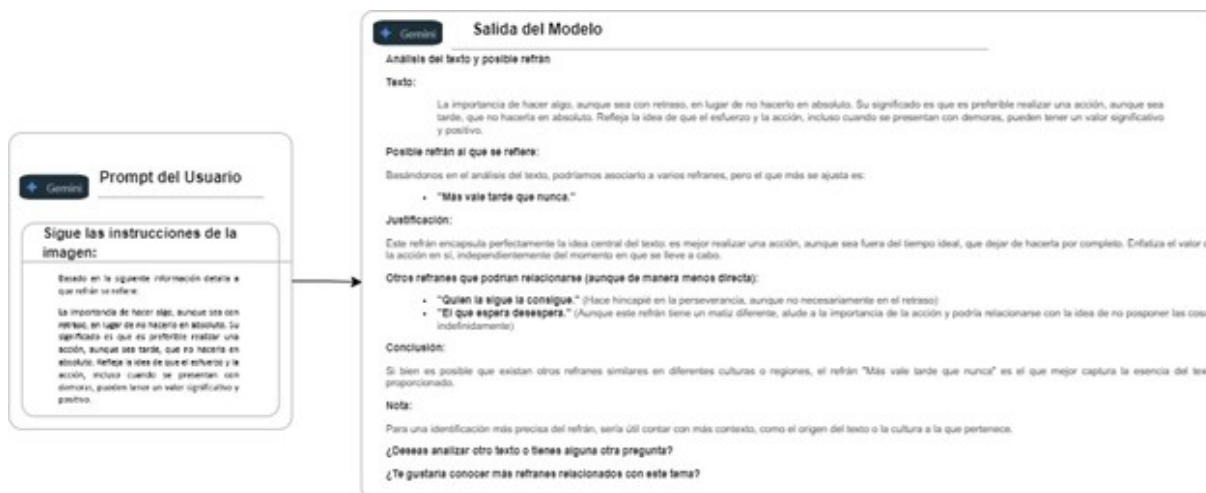 Gemini
Prompt del Usuario
Sigue las instrucciones de la
imagen:
Basado en la siguiente información detalla a
que refrán se refiere:
La importancia de hacer algo, aunque sea con
retraso, en lugar de no hacerlo en absoluto. Su
significado es que es preferible realizar una
acción, aunque sea tarde, que no hacerla en
absoluto. Refleja la idea de que el esfuerzo y la
acción, incluso cuando se presentan con
demoras, pueden tener un valor significativo y
positivo.
Gemini
Salida del Modelo
Análisis del texto y posible refrán
Texto:
La importancia de hacer algo, aunque sea con retraso, en lugar de no hacerlo en absoluto. Su significado es que es preferible realizar una acción, aunque sea
tarde, que no hacerla en absoluto. Refleja la idea de que el esfuerzo y la acción, incluso cuando se presentan con demoras, pueden tener un valor significativo
y positivo.
Posible refrán al que se refiere:
Basándonos en el análisis del texto, podríamos asociarlo a varios refranes, pero el que más se ajusta es:
• "Más vale tarde que nunca."
Justificación:
Este refrán encapsula perfectamente la idea central del texto: es mejor realizar una acción, aunque sea fuera del tiempo ideal, que dejar de hacerla por completo. Enfatiza el valor
la acción en sí, independientemente del momento en que se lleve a cabo.
Otros refranes que podrían relacionarse (aunque de manera menos directa):
• "Quien la sigue la consigue." (Hace hincapié en la perseverancia, aunque no necesariamente en el retraso)
• "El que espera desespera." (Aunque este refrán tiene un matiz diferente, alude a la importancia de la acción y podría relacionarse con la idea de no posponer las
indefinidamente)
Conclusión:
Si bien es posible que existan otros refranes similares en diferentes culturas o regiones, el refrán "Más vale tarde que nunca" es el que mejor captura la esencia del
proporcionado.
Nota:
Para una identificación más precisa del refrán, sería útil contar con más contexto, como el origen del texto o la cultura a la que pertenece.
¿Deseas analizar otro texto o tienes alguna otra pregunta?
¿Te gustaría conocer más refranes relacionados con este tema?